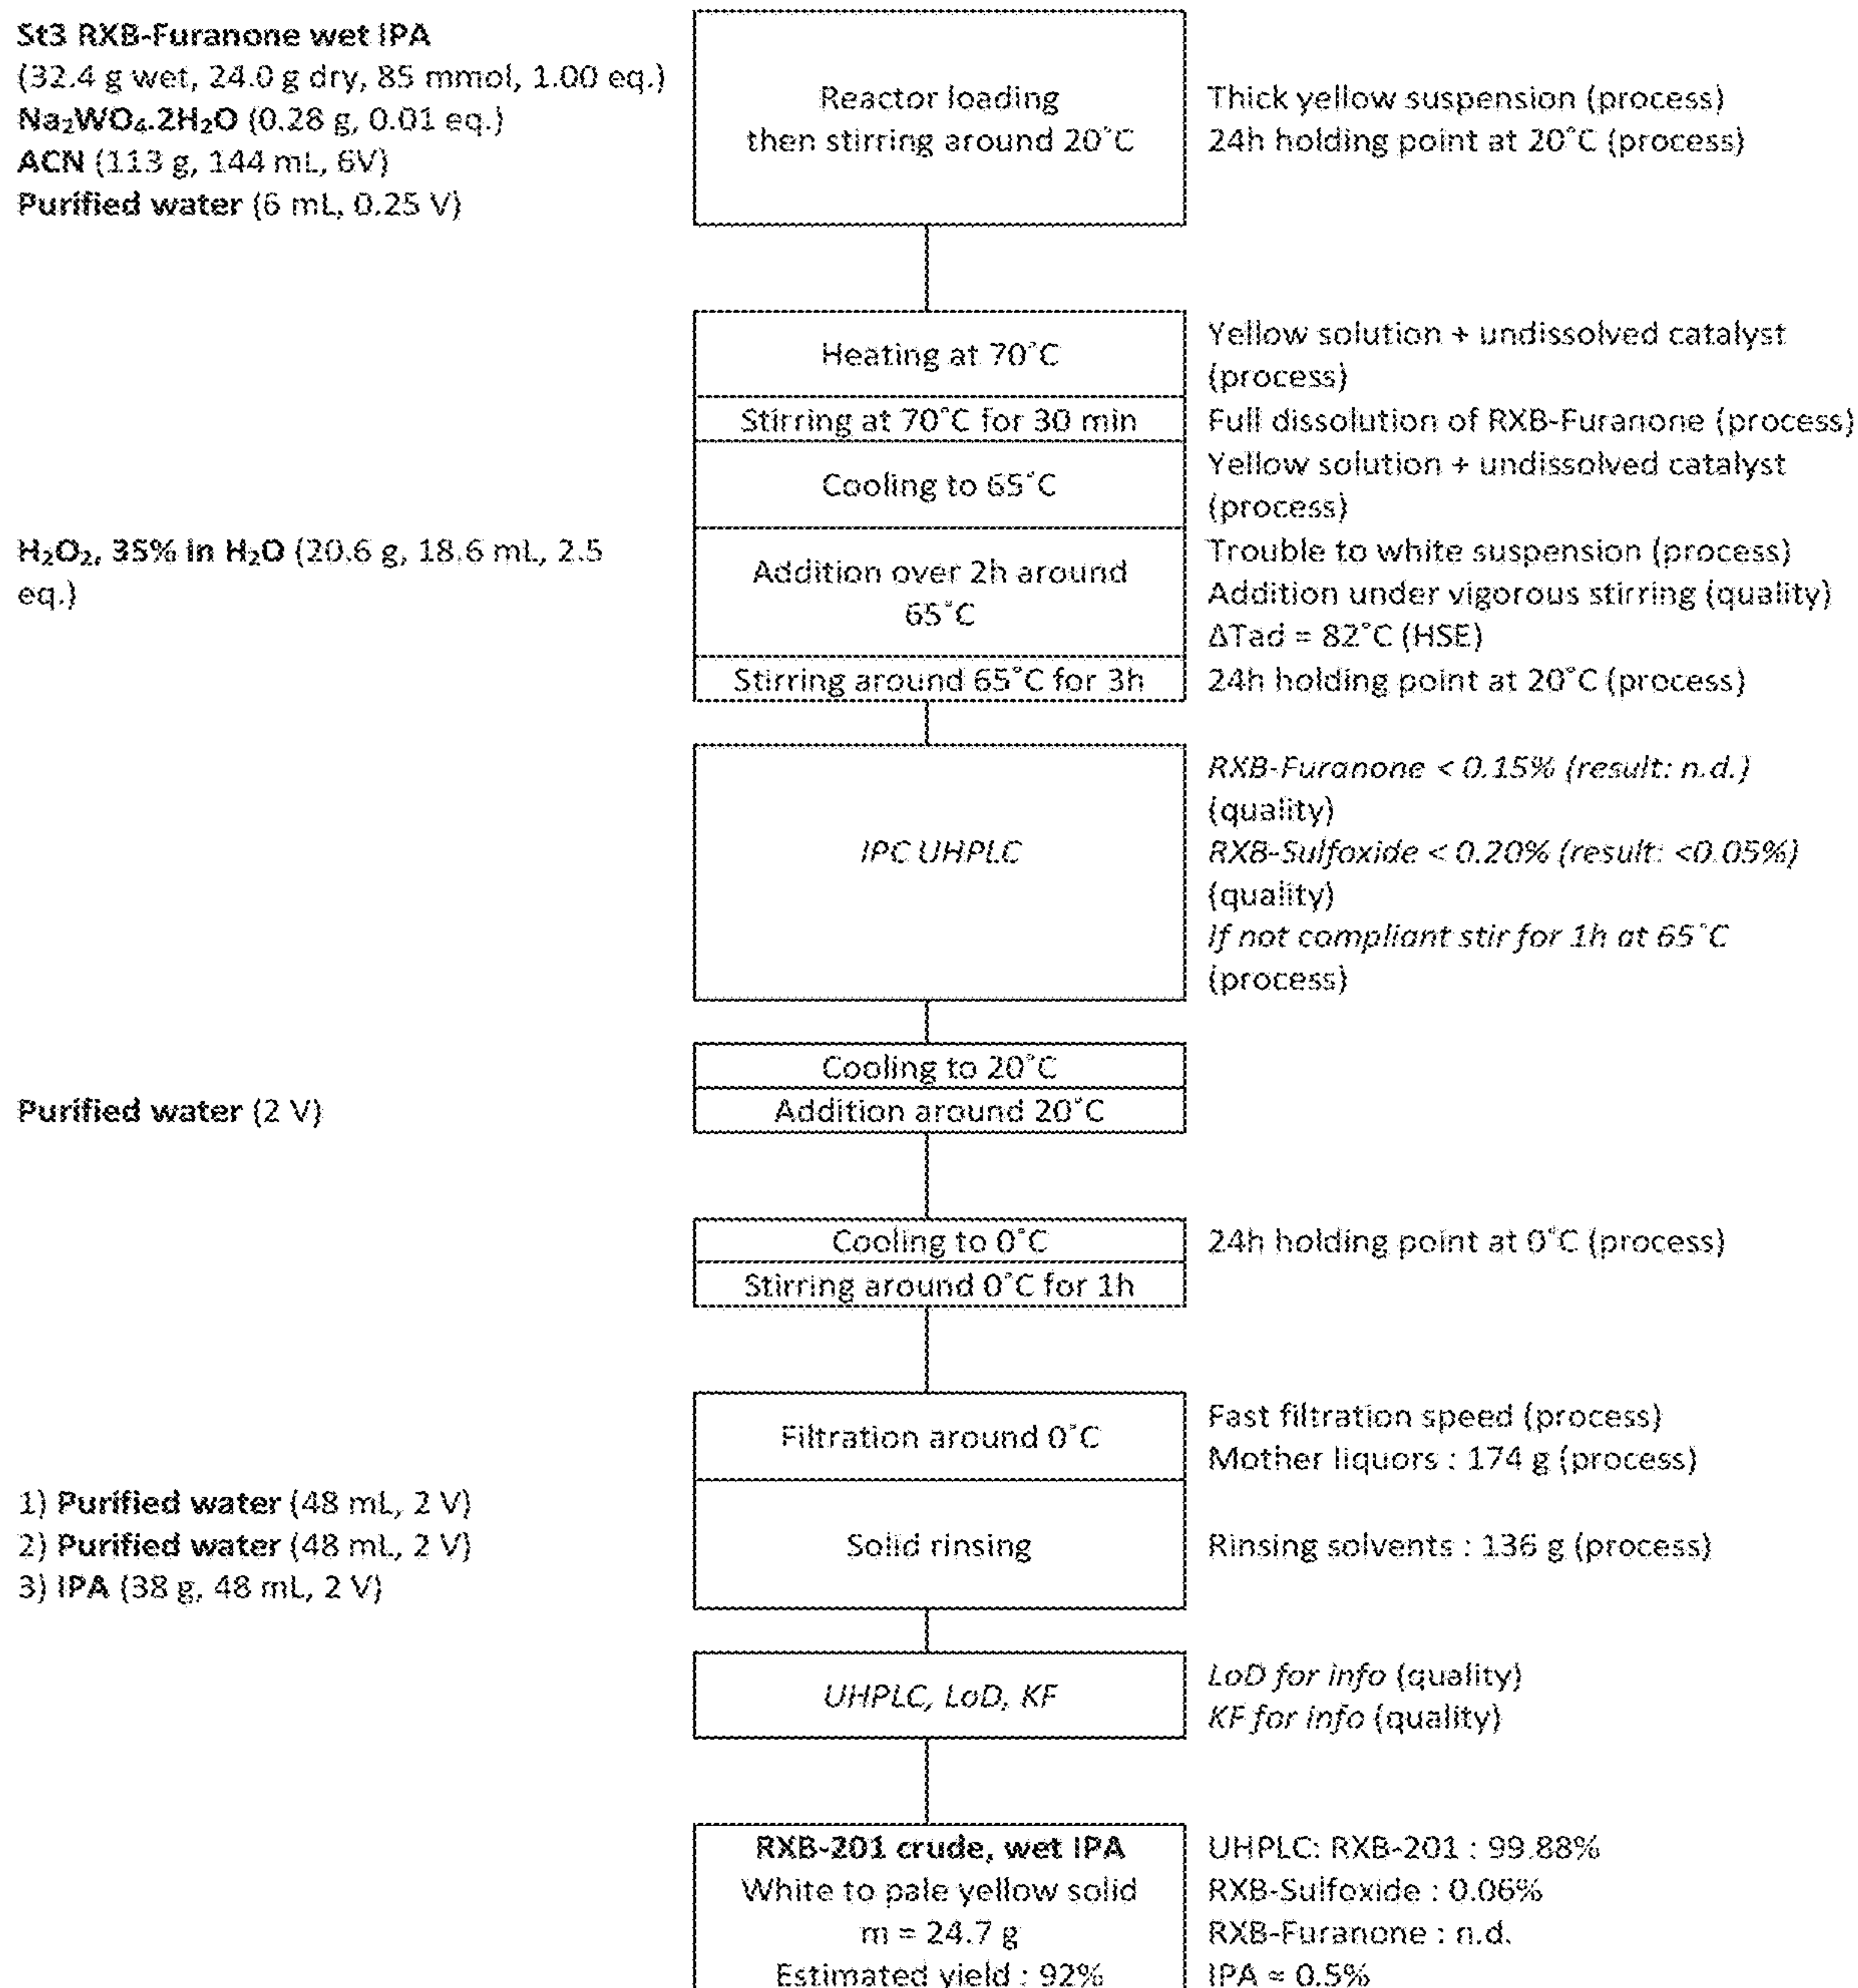 St3 RXB-Furanone wet IPA
(32.4 g wet, 24.0 g dry, 85 mmol, 1.00 eq.)
Na₂WO₄.2H₂O (0.28 g, 0.01 eq.)
ACN (113 g, 144 mL, 6V)
Purified water (6 mL, 0.25 V)
Reactor loading
then stirring around 20°C
Thick yellow suspension (process)
24h holding point at 20°C (process)
Heating at 70°C
Yellow solution + undissolved catalyst
(process)
Stirring at 70°C for 30 min
Full dissolution of RXB-Furanone (process)
Cooling to 65°C
Yellow solution + undissolved catalyst
(process)
H₂O₂, 35% in H₂O (20.6 g, 18.6 mL, 2.5
eq.)
Addition over 2h around
65°C
Trouble to white suspension (process)
Addition under vigorous stirring (quality)
ΔTad = 82°C (HSE)
Stirring around 65°C for 3h
24h holding point at 20°C (process)
IPC UHPLC
RXB-Furanone < 0.15% (result: n.d.)
(quality)
RXB-Sulfoxide < 0.20% (result: <0.05%)
(quality)
If not compliant stir for 1h at 65°C
(process)
Cooling to 20°C
Purified water (2 V)
Addition around 20°C
Cooling to 0°C
24h holding point at 0°C (process)
Stirring around 0°C for 1h
Filtration around 0°C
Fast filtration speed (process)
Mother liquors : 174 g (process)
1) Purified water (48 mL, 2 V)
2) Purified water (48 mL, 2 V)
3) IPA (38 g, 48 mL, 2 V)
Solid rinsing
Rinsing solvents : 136 g (process)
UHPLC, LoD, KF
LoD for info (quality)
KF for info (quality)
RXB-201 crude, wet IPA
White to pale yellow solid
m = 24.7 g
Estimated yield : 92%
UHPLC: RXB-201 : 99.88%
RXB-Sulfoxide : 0.06%
RXB-Furanone : n.d.
IPA = 0.5%